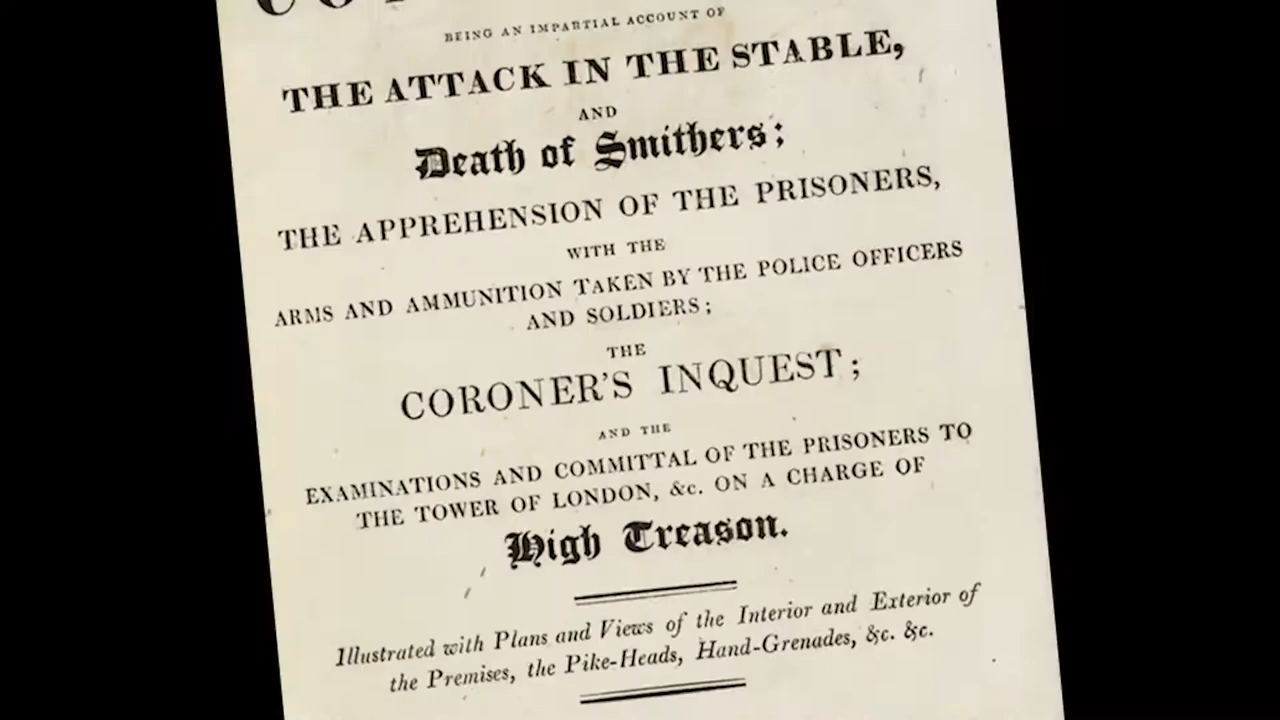 BEING AN IMPARTIAL ACCOUNT OF
THE ATTACK IN THE STABLE,
AND
Death of Smithers;
THE APPREHENSION OF THE PRISONERS,
WITH THE
ARMS AND AMMUNITION TAKEN BY THE POLICE OFFICERS
AND SOLDIERS;
THE
CORONER'S INQUEST;
AND THE
EXAMINATIONS AND COMMITTAL OF THE PRISONERS TO
THE TOWER OF LONDON, &c. ON A CHARGE OF
High Treason.
Illustrated with Plans and Views of the Interior and Exterior of
the Premises, the Pike-Heads, Hand-Grenades, &c. &c.